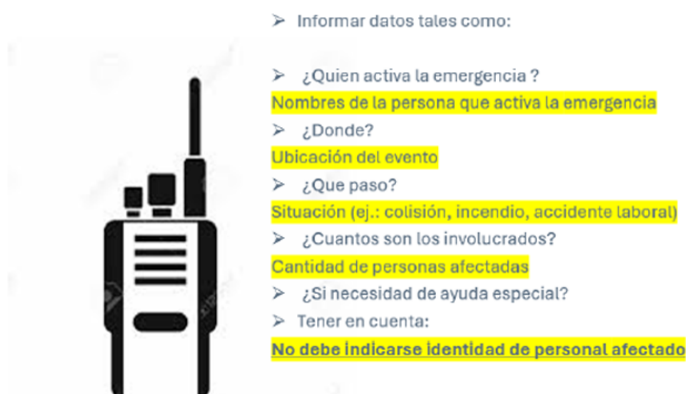 ➢ Informar datos tales como:
➢ ¿Quien activa la emergencia ?
Nombres de la persona que activa la emergencia
➢ ¿Donde?
Ubicación del evento
➢ ¿Que paso?
Situación (ej.: colisión, incendio, accidente laboral)
➢ ¿Cuantos son los involucrados?
Cantidad de personas afectadas
➢ ¿Si necesidad de ayuda especial?
➢ Tener en cuenta:
No debe indicarse identidad de personal afectado